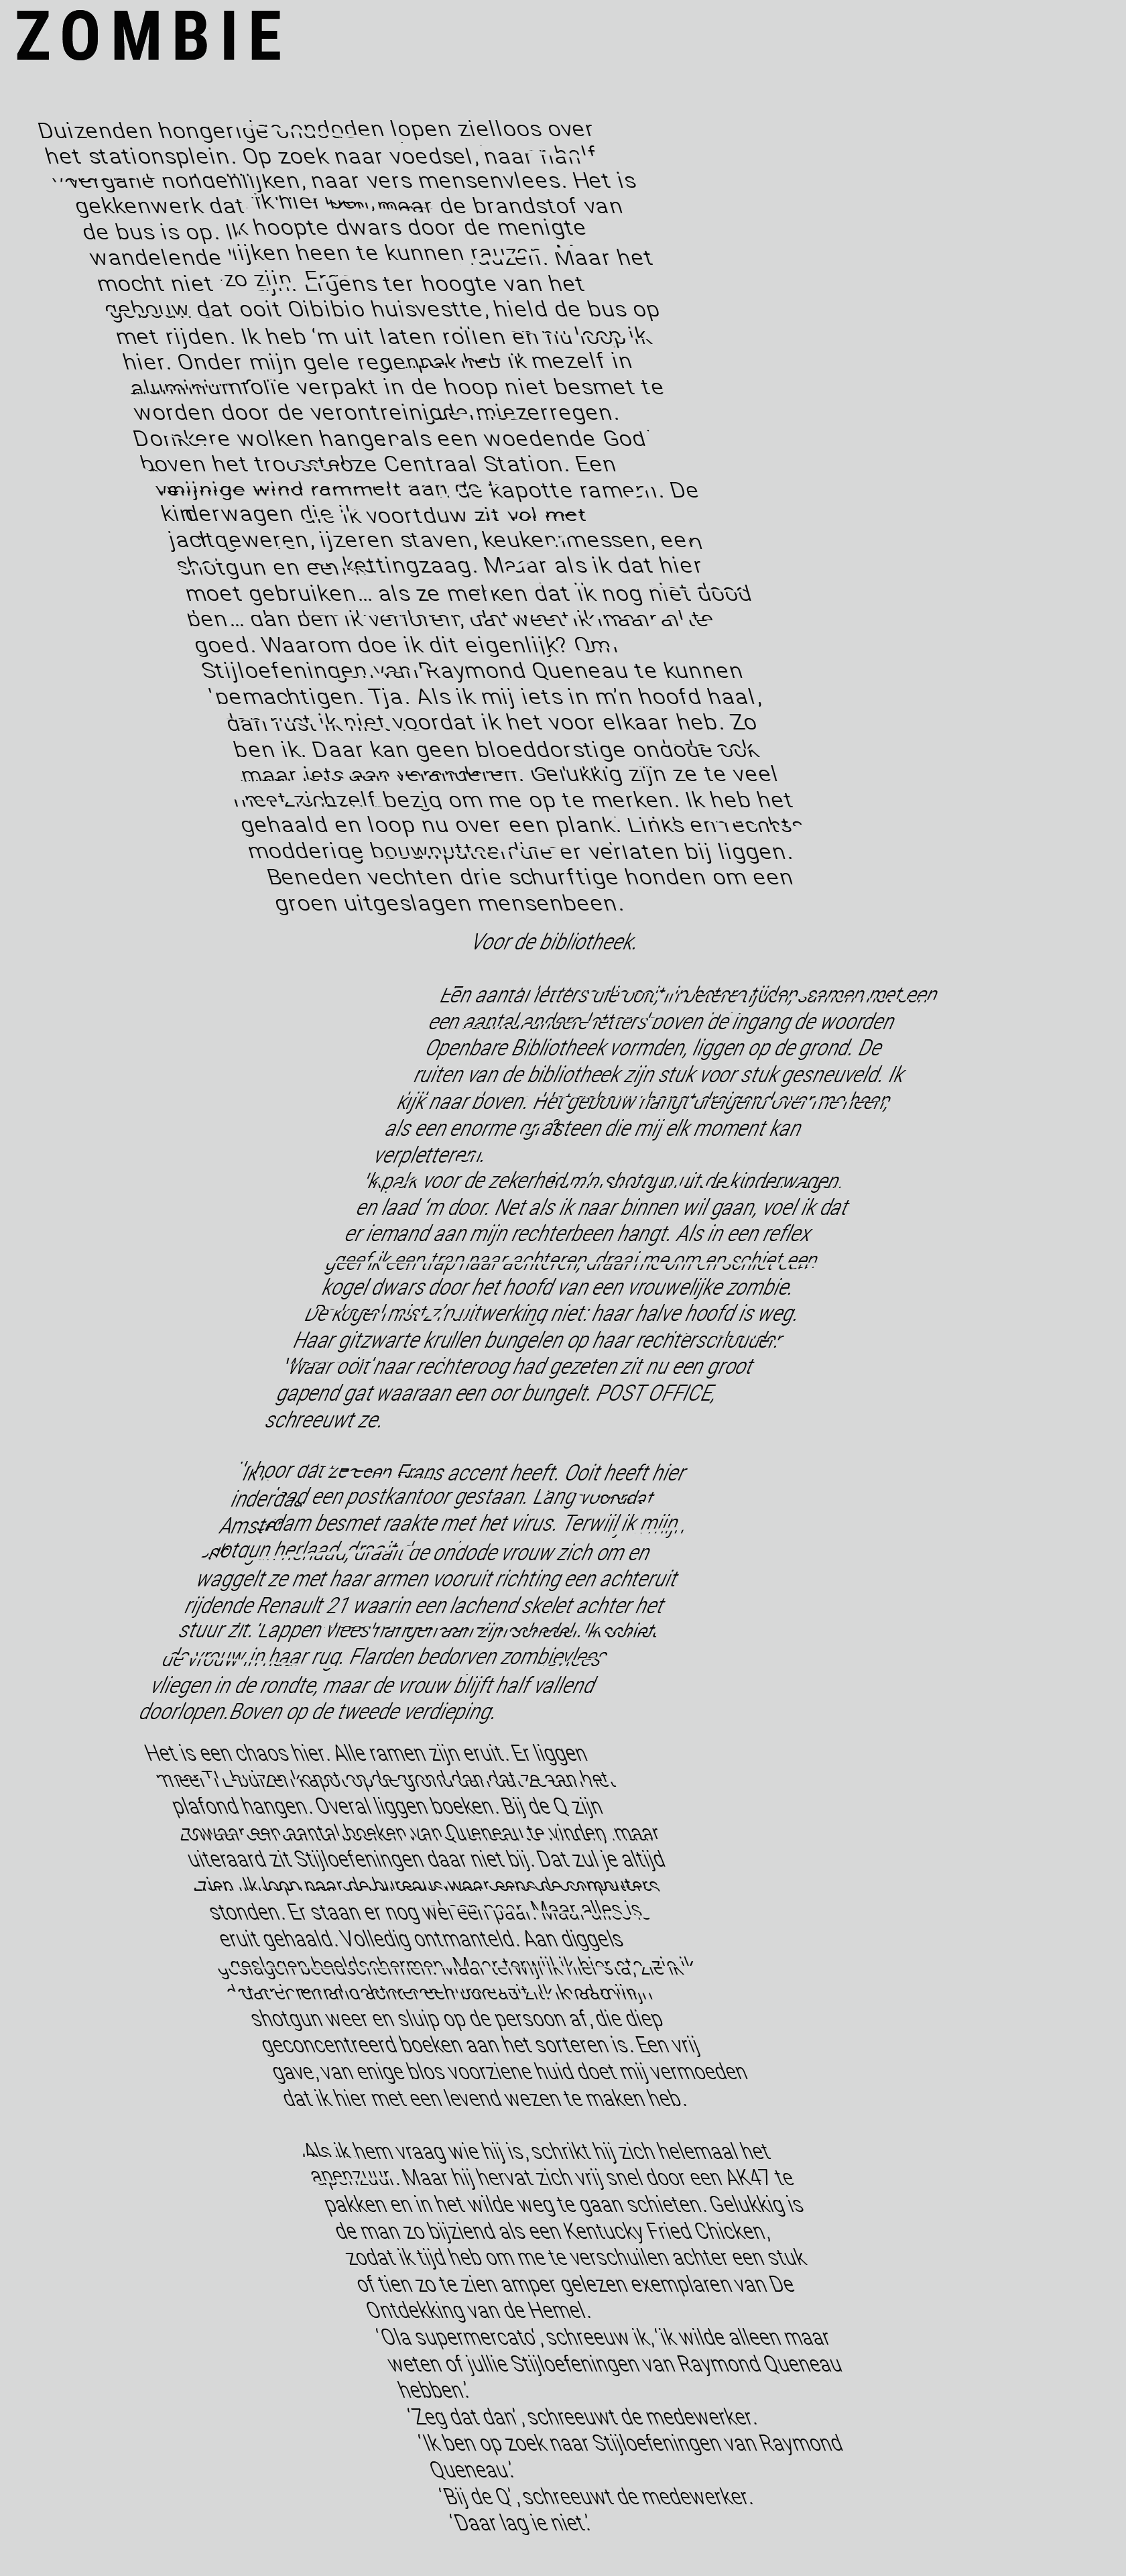 ZOMBIE
Duizenden hongerige ondoden lopen zielloos over
het stationsplein. Op zoek naar voedsel, naar half
vergane hondenlijken, naar vers mensenvlees. Het is
gekkenwerk dat ik hier ben, maar de brandstof van
de bus is op. Ik hoopte dwars door de menigte
wandelende lijken heen te kunnen rauzen. Maar het
mocht niet zo zijn. Ergens ter hoogte van het
gebouw dat ooit Oibibio huisvestte, hield de bus op
met rijden. Ik heb ‘m uit laten rollen en nu loop ik
hier. Onder mijn gele regenpak heb ik mezelf in
aluminiumfolie verpakt in de hoop niet besmet te
worden door de verontreinigde miezerregen.
Donkere wolken hangen als een woedende God
boven het troosteloze Centraal Station. Een
venijnige wind rammelt aan de kapotte ramen. De
kinderwagen die ik voortduw zit vol met
jachtgeweren, ijzeren staven, keukenmessen, een
shotgun en een kettingzaag. Maar als ik dat hier
moet gebruiken... als ze merken dat ik nog niet dood
ben... dan ben ik verloren, dat weet ik maar al te
goed. Waarom doe ik dit eigenlijk? Om
Stijloefeningen van Raymond Queneau te kunnen
bemachtigen. Tja. Als ik mij iets in m’n hoofd haal,
dan rust ik niet voordat ik het voor elkaar heb. Zo
ben ik. Daar kan geen bloeddorstige ondode ook
maar iets aan veranderen. Gelukkig zijn ze te veel
met zichzelf bezig om me op te merken. Ik heb het
gehaald en loop nu over een plank. Links en rechts
modderige bouwputten die er verlaten bij liggen.
Beneden vechten drie schurftige honden om een
groen uitgeslagen mensenbeen.
Voor de bibliotheek.
Een aantal letters die ooit, in betere tijden, samen met een
een aantal andere letters boven de ingang de woorden
Openbare Bibliotheek vormden, liggen op de grond. De
ruiten van de bibliotheek zijn stuk voor stuk gesneuveld. Ik
kijk naar boven. Het gebouw hangt dreigend over me heen,
als een enorme grafsteen die mij elk moment kan
verpletteren.
Ik pak voor de zekerheid m’n shotgun uit de kinderwagen
en laad ‘m door. Net als ik naar binnen wil gaan, voel ik dat
er iemand aan mijn rechterbeen hangt. Als in een reflex
geef ik een trap naar achteren, draai me om en schiet een
kogel dwars door het hoofd van een vrouwelijke zombie.
De kogel mist z’n uitwerking niet: haar halve hoofd is weg.
Haar gitzwarte krullen bungelen op haar rechterschouder.
Waar ooit haar rechteroog had gezeten zit nu een groot
gapend gat waaraan een oor bungelt. POST OFFICE,
schreeuwt ze.
Ik hoor dat ze een Frans accent heeft. Ooit heeft hier
inderdaad een postkantoor gestaan. Lang voordat
Amsterdam besmet raakte met het virus. Terwijl ik mijn
shotgun herlaad, draait de ondode vrouw zich om en
waggelt ze met haar armen vooruit richting een achteruit
rijdende Renault 21 waarin een lachend skelet achter het
stuur zit. Lappen vlees hangen aan zijn schedel. Ik schiet
de vrouw in haar rug. Flarden bedorven zombievlees
vliegen in de rondte, maar de vrouw blijft half vallend
doorlopen.Boven op de tweede verdieping.
Het is een chaos hier. Alle ramen zijn eruit. Er liggen
meer TL-buizen kapot op de grond dan dat ze aan het
plafond hangen. Overal liggen boeken. Bij de Q zijn
zowaar een aantal boeken van Queneau te vinden, maar
uiteraard zit Stijloefeningen daar niet bij. Dat zul je altijd
zien. Ik loop naar de bureaus waar eens de computers
stonden. Er staan er nog wel een paar. Maar alles is
eruit gehaald. Volledig ontmanteld. Aan diggels
geslagen beeldschermen. Maar terwijl ik hier sta, zie ik
dat er iemand achter een bureau zit. Ik laad mijn
shotgun weer en sluip op de persoon af, die diep
geconcentreerd boeken aan het sorteren is. Een vrij
gave, van enige blos voorziene huid doet mij vermoeden
dat ik hier met een levend wezen te maken heb.
Als ik hem vraag wie hij is, schrikt hij zich helemaal het
apenzuur. Maar hij hervat zich vrij snel door een AK47 te
pakken en in het wilde weg te gaan schieten. Gelukkig is
de man zo bijziend als een Kentucky Fried Chicken,
zodat ik tijd heb om me te verschuilen achter een stuk
of tien zo te zien amper gelezen exemplaren van De
Ontdekking van de Hemel.
‘Ola supermercato’, schreeuw ik, ‘ik wilde alleen maar
weten of jullie Stijloefeningen van Raymond Queneau
hebben.’
‘Zeg dat dan’, schreeuwt de medewerker.
‘Ik ben op zoek naar Stijloefeningen van Raymond
Queneau.’
‘Bij de Q’, schreeuwt de medewerker.
‘Daar lag ie niet.’